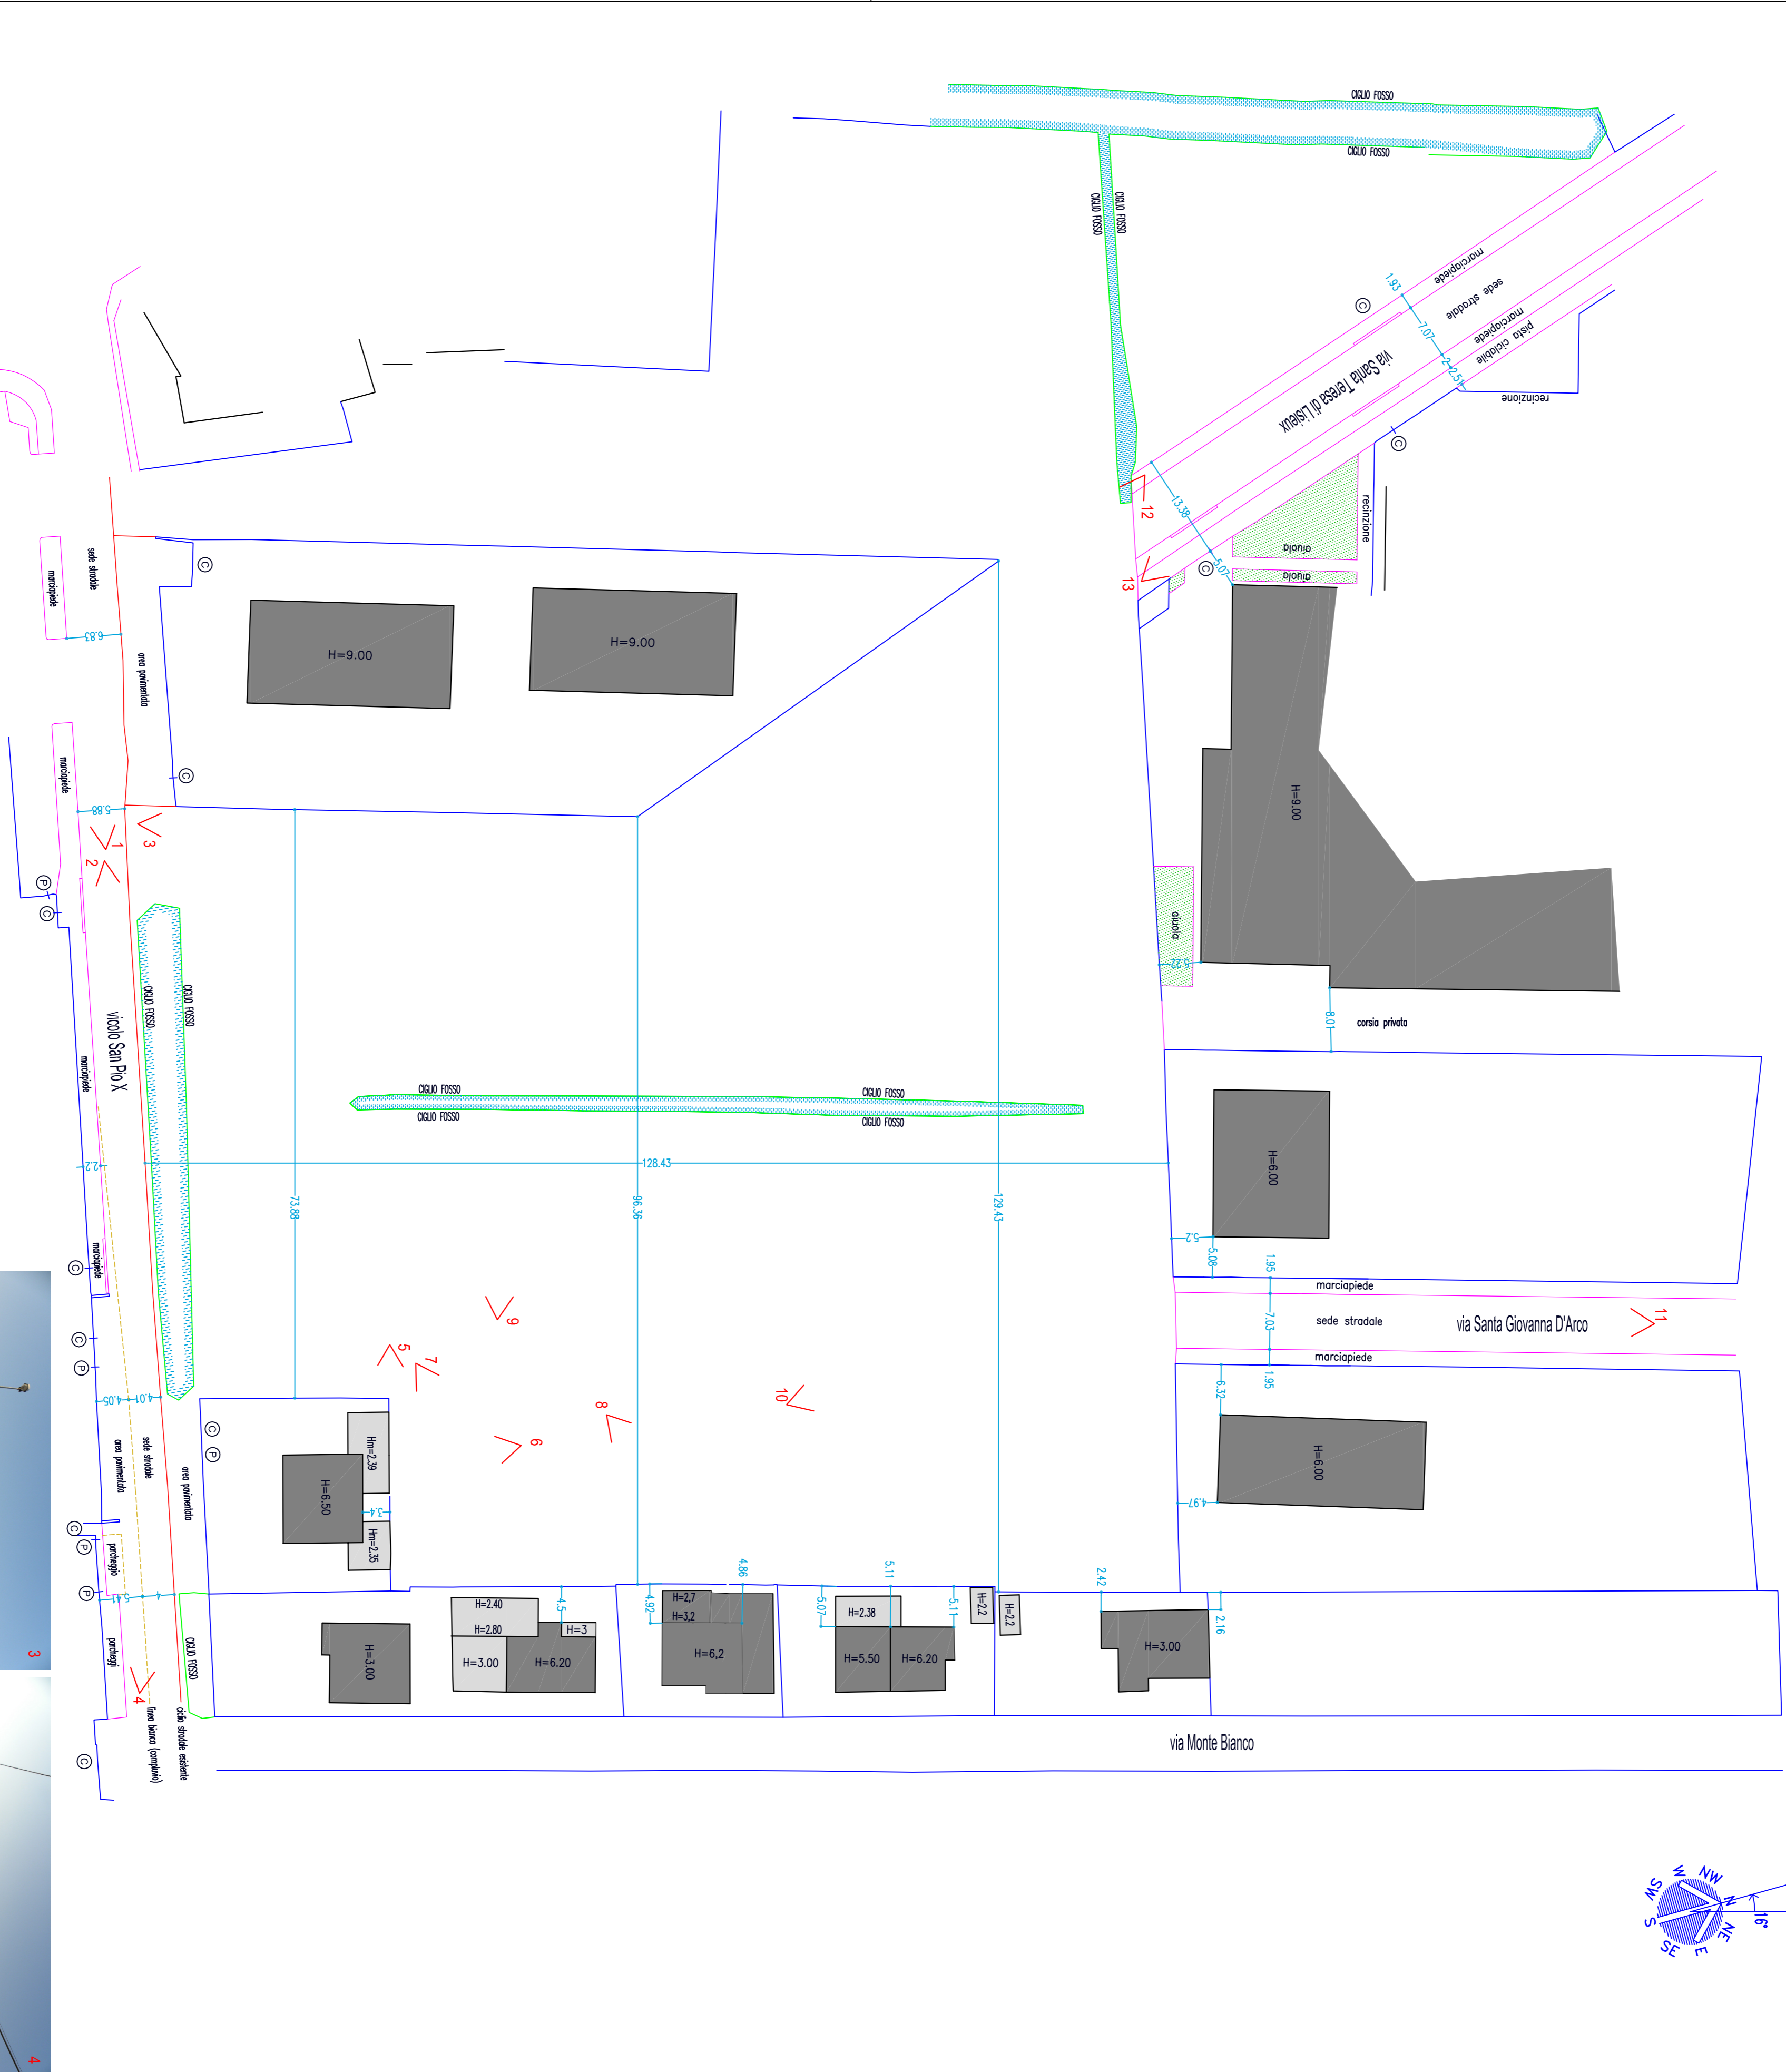 CIGLIO FOSSO
CIGLIO FOSSO
CIGLIO FOSSO
CIGLIO FOSSO
marciapiede
sede stradale
marciapiede
pista ciclabile
1.93
7.07
2
2.51
C
via Santa Teresa di Lisieux
recinzione
C
recinzione
aiuola
aiuola
12
13.38
5.07
C
13
sede stradale
marciapiede
C
6.83
area pavimentata
H=9.00
H=9.00
H=9.00
marciapiede
C
5.88
1
2
3
P
C
aiuola
5.22
CIGLIO FOSSO
CIGLIO FOSSO
vicolo San Pio X
marciapiede
8.01
corsia privata
CIGLIO FOSSO
CIGLIO FOSSO
CIGLIO FOSSO
CIGLIO FOSSO
2.2
128.43
73.88
96.36
129.43
H=6.00
5.2
5.08
1.95
marciapiede
marciapiede
C
7.03
sede stradale
via Santa Giovanna D'Arco
11
marciapiede
1.95
C
P
9
5
7
8
10
6
6.32
4.05
4.01
C
P
area pavimentata
sede stradale
area pavimentata
Hm=2.39
H=6.50
3.4
Hm=2.35
H=6.00
4.97
C
P
parcheggio
P
5.41
4
parcheggi
CIGLIO FOSSO
4
linea bianca (compluvio)
ciglio stradale esistente
C
H=3.00
H=2.40
H=2.80
H=3
4.5
H=3.00
H=6.20
4.92
H=2,7
H=3,2
4.86
H=6,2
5.07
H=2.38
5.11
5.11
H=5.50
H=6.20
H=2.2
H=2.2
2.42
2.16
H=3.00
via Monte Bianco
W
NW
N
NE
E
SE
S
SW
16°
3
4